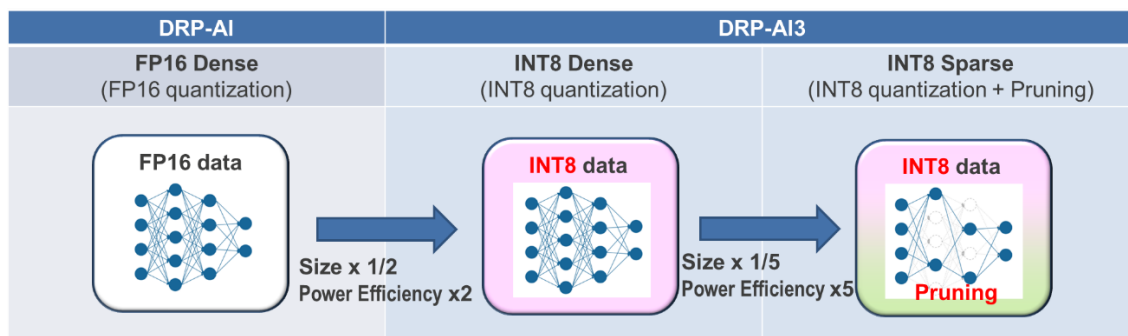 DRP-AI
DRP-AI3
FP16 Dense
(FP16 quantization)
INT8 Dense
(INT8 quantization)
INT8 Sparse
(INT8 quantization + Pruning)
FP16 data
INT8 data
INT8 data
Size x 1/2
Power Efficiency x2
Size x 1/5
Power Efficiency x5
Pruning